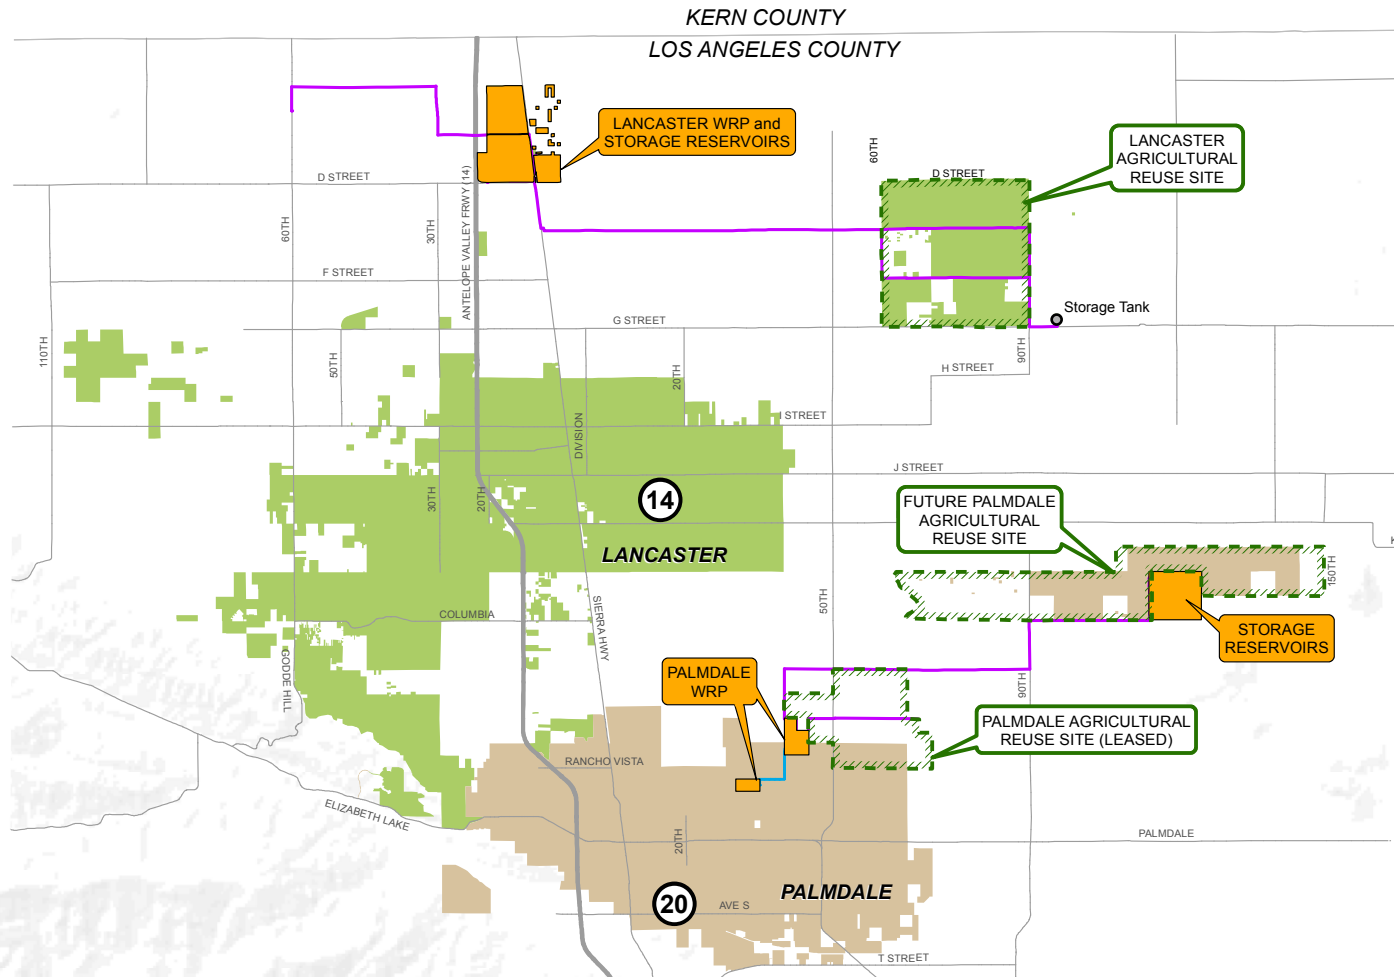 KERN COUNTY
LOS ANGELES COUNTY
LANCASTER WRP and
STORAGE RESERVOIRS
LANCASTER
AGRICULTURAL
REUSE SITE
60TH
D STREET
D STREET
ANTELOPE VALLEY FRWY (14)
60TH
30TH
F STREET
Storage Tank
G STREET
110TH
50TH
20TH
90TH
H STREET
I STREET
DIVISION
J STREET
30TH
20TH
14
LANCASTER
FUTURE PALMDALE
AGRICULTURAL
REUSE SITE
K
150TH
50TH
SIERRA HWY
COLUMBIA
STORAGE
RESERVOIRS
GODDE HILL
PALMDALE
WRP
90TH
PALMDALE AGRICULTURAL
REUSE SITE (LEASED)
RANCHO VISTA
ELIZABETH LAKE
20TH
PALMDALE
PALMDALE
20
AVE S
T STREET